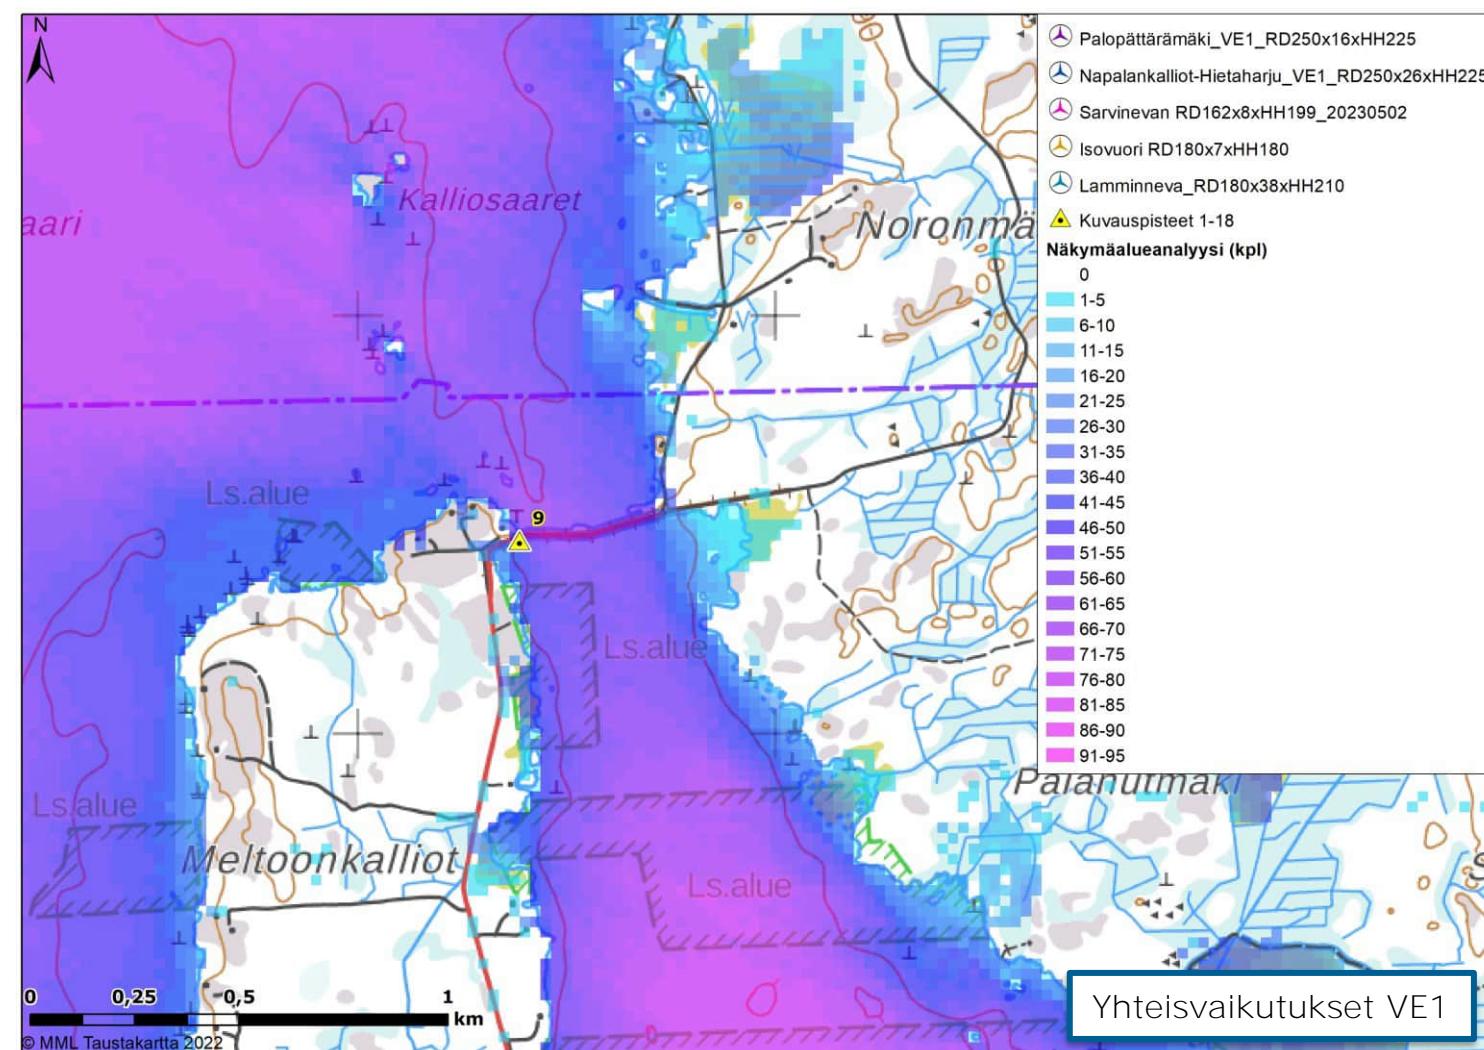 N
Palopättärämäki_VE1_RD250x16xHH225
Napalankalliot-Hietaharju_VE1_RD250x26xHH225
Sarvinevan RD162x8xHH199_20230502
Isovuori RD180x7xHH180
Lamminneva_RD180x38xHH210
Kuvauspisteet 1-18
Näkymäalueanalyysi (kpl)
0
1-5
6-10
11-15
16-20
21-25
26-30
31-35
36-40
41-45
46-50
51-55
56-60
61-65
66-70
71-75
76-80
81-85
86-90
91-95
Kalliosaaret
aari
Noronmä
Ls.alue
9
Ls.alue
Palanutmäki
Ls.alue
Meltoonkalliot
Ls.alue
S
0 0,25 0,5 1
km
© MML Taustakartta 2022
Yhteisvaikutukset VE1